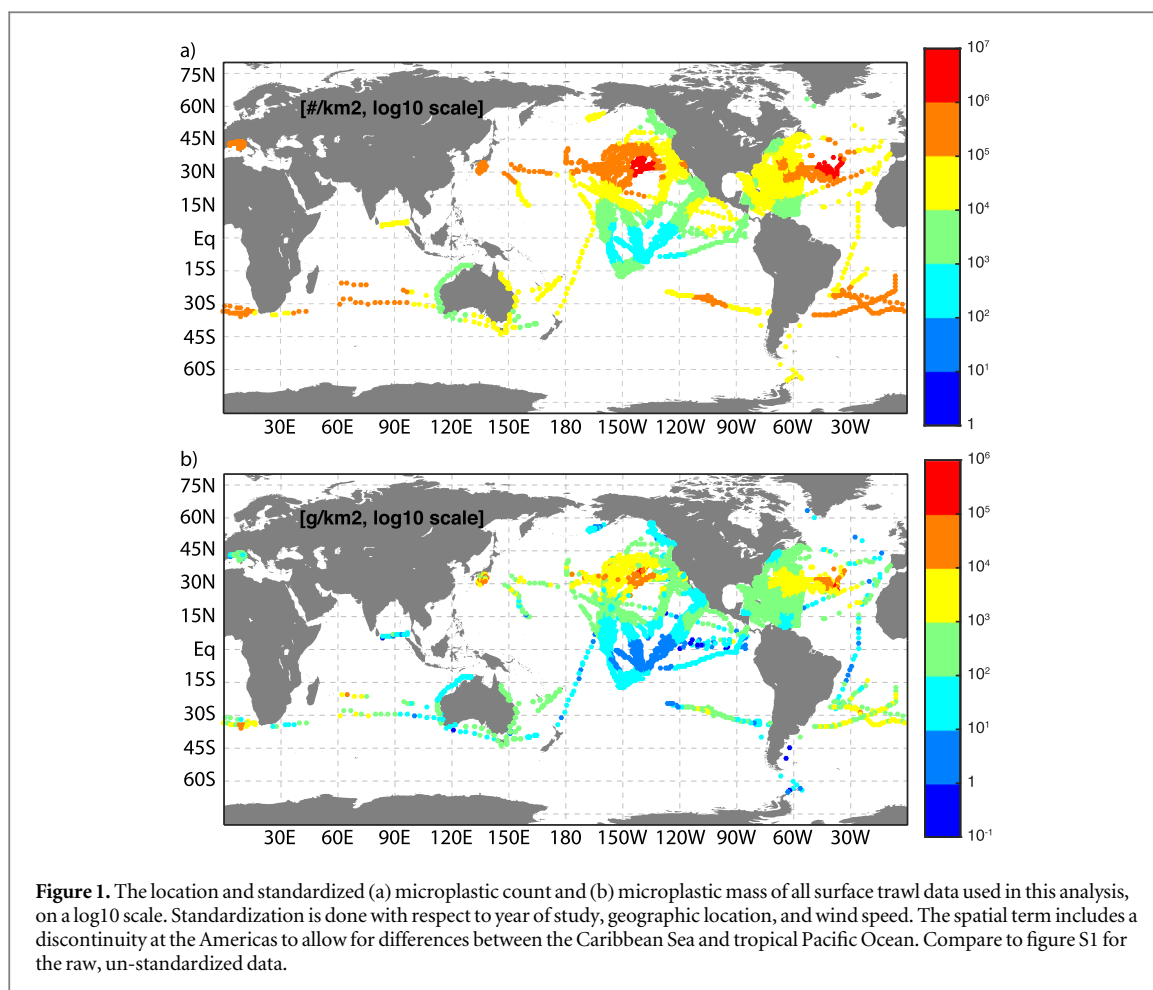 a)
[#/km2, log10 scale]
75N
60N
45N
30N
15N
Eq
15S
30S
45S
60S
30E 60E 90E 120E 150E 180 150W 120W 90W 60W 30W
10⁷
10⁶
10⁵
10⁴
10³
10²
10¹
1
b)
[g/km2, log10 scale]
75N
60N
45N
30N
15N
Eq
15S
30S
45S
60S
30E 60E 90E 120E 150E 180 150W 120W 90W 60W 30W
10⁶
10⁵
10⁴
10³
10²
10¹
1
10⁻¹
Figure 1. The location and standardized (a) microplastic count and (b) microplastic mass of all surface trawl data used in this analysis,
on a log10 scale. Standardization is done with respect to year of study, geographic location, and wind speed. The spatial term includes a
discontinuity at the Americas to allow for differences between the Caribbean Sea and tropical Pacific Ocean. Compare to figure S1 for
the raw, un-standardized data.